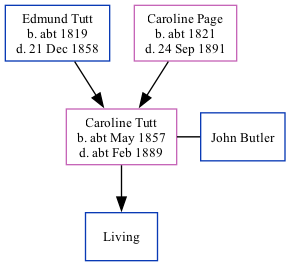 Edmund Tutt
b. abt 1819
d. 21 Dec 1858
Caroline Page
b. abt 1821
d. 24 Sep 1891
Caroline Tutt
b. abt May 1857
d. abt Feb 1889
John Butler
Living